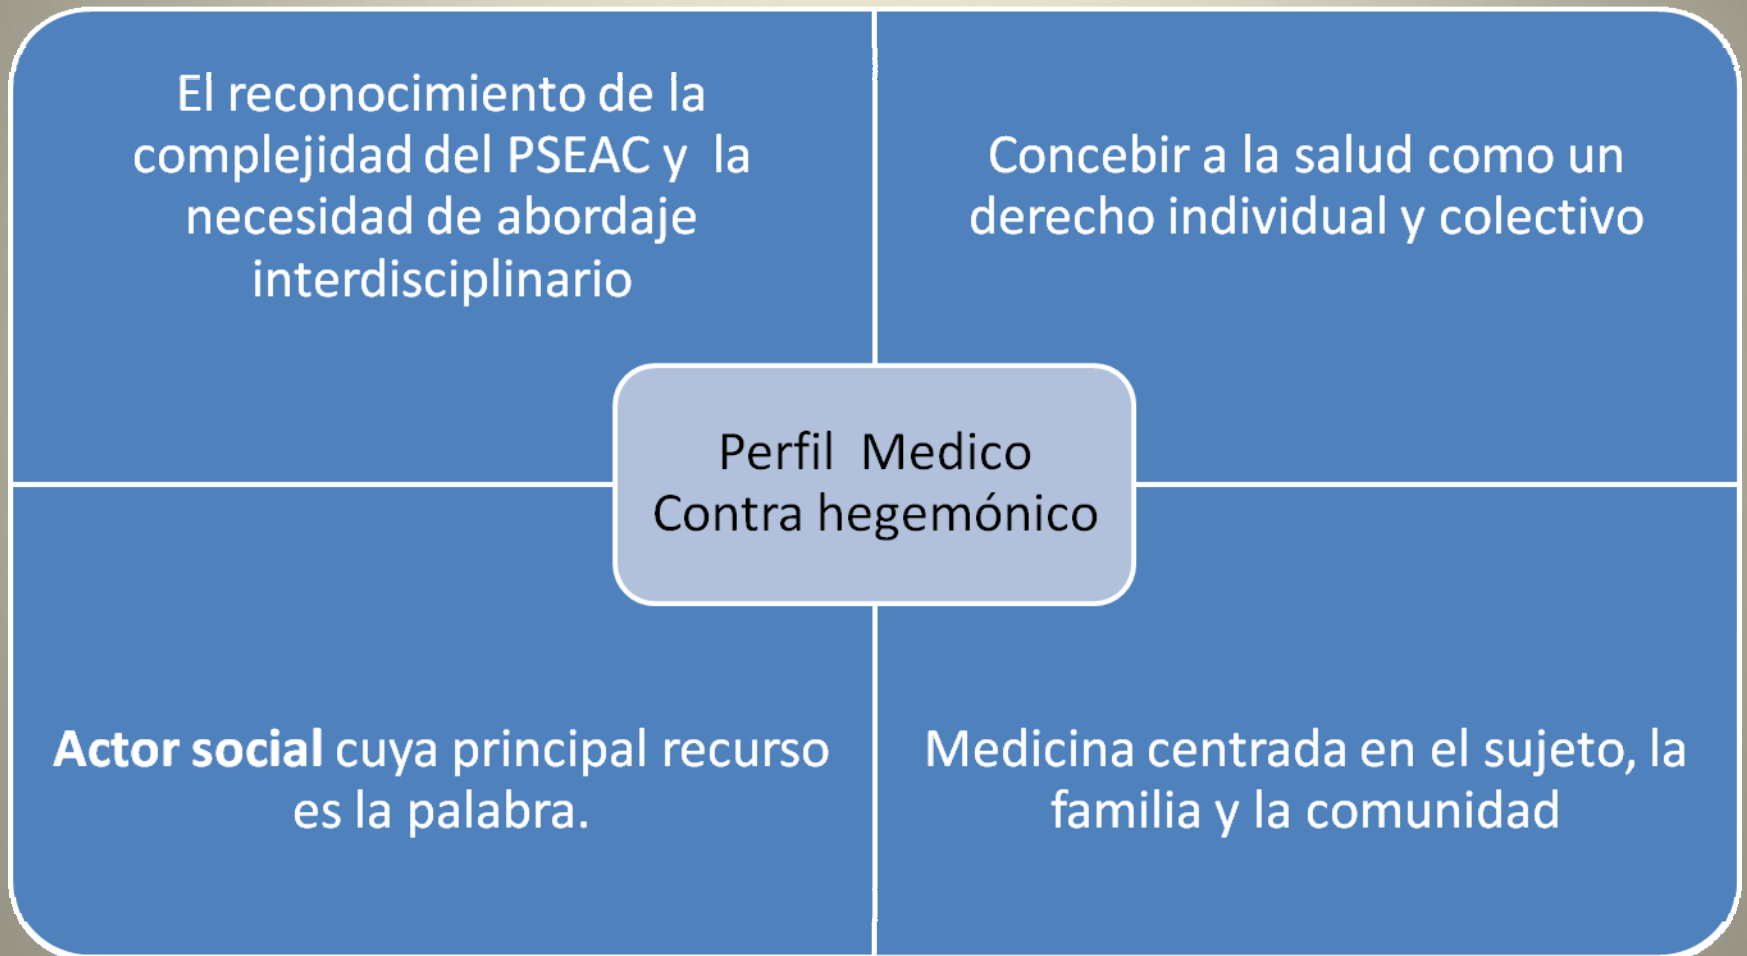 El reconocimiento de la
complejidad del PSEAC y  la
necesidad de abordaje
interdisciplinario
Concebir a la salud como un
derecho individual y colectivo
Perfil  Medico
Contra hegemónico
Actor social cuya principal recurso
es la palabra.
Medicina centrada en el sujeto, la
familia y la comunidad